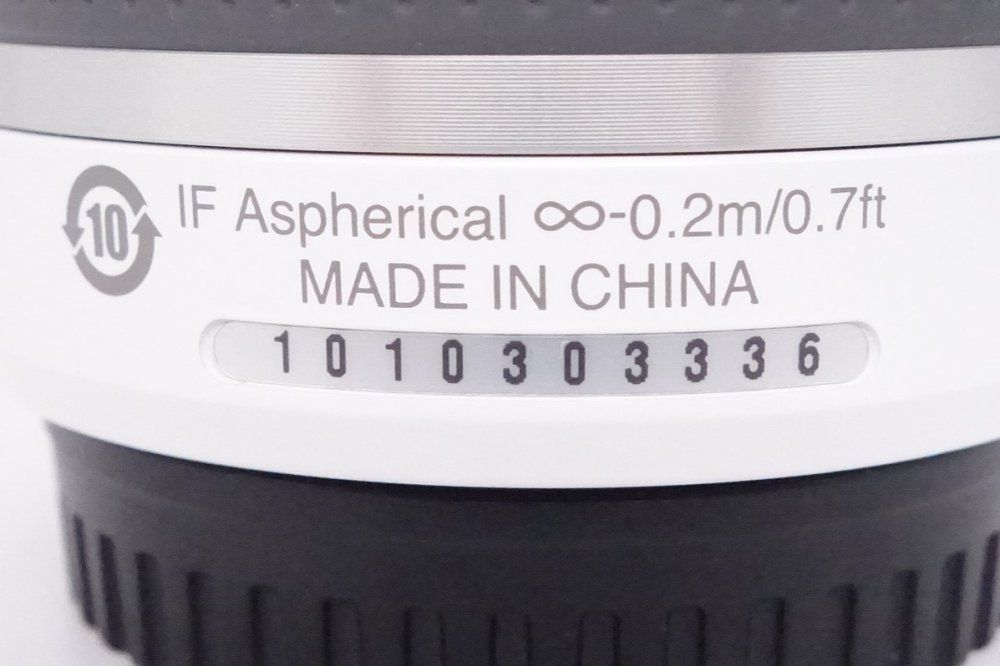 10 IF Aspherical ∞-0.2m/0.7ft
MADE IN CHINA
1010303336